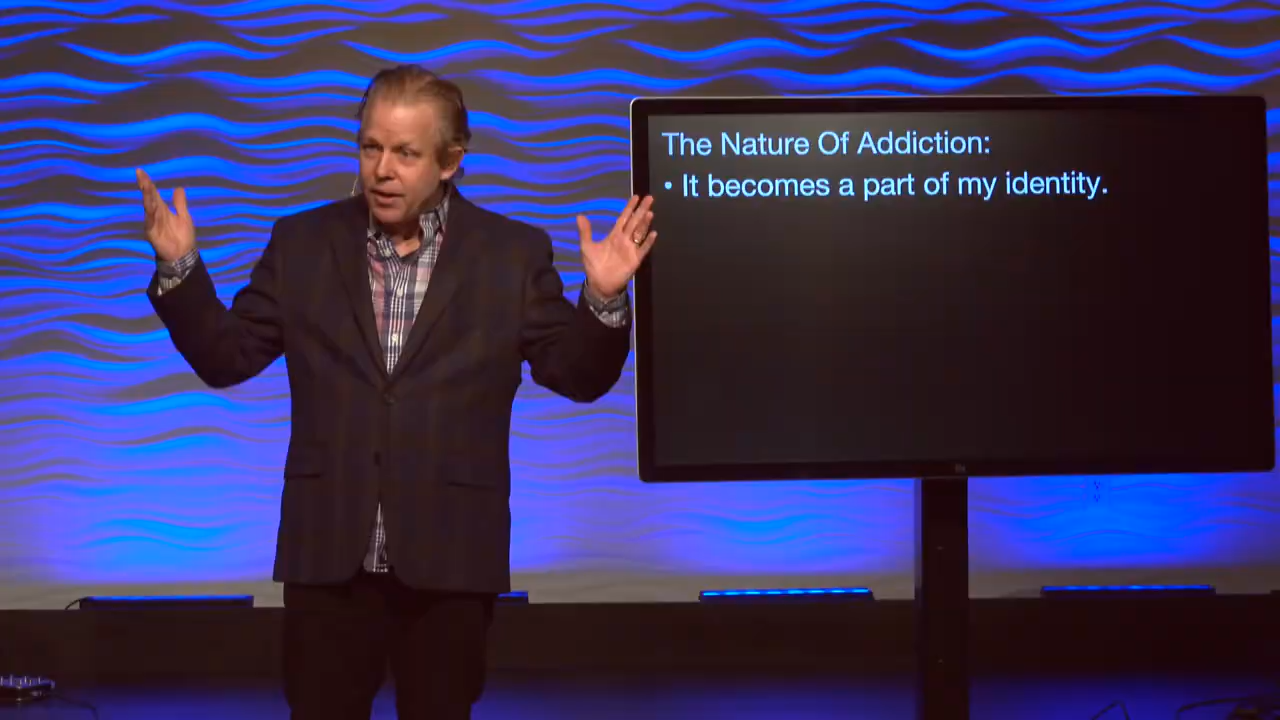 The Nature Of Addiction:
• It becomes a part of my identity.